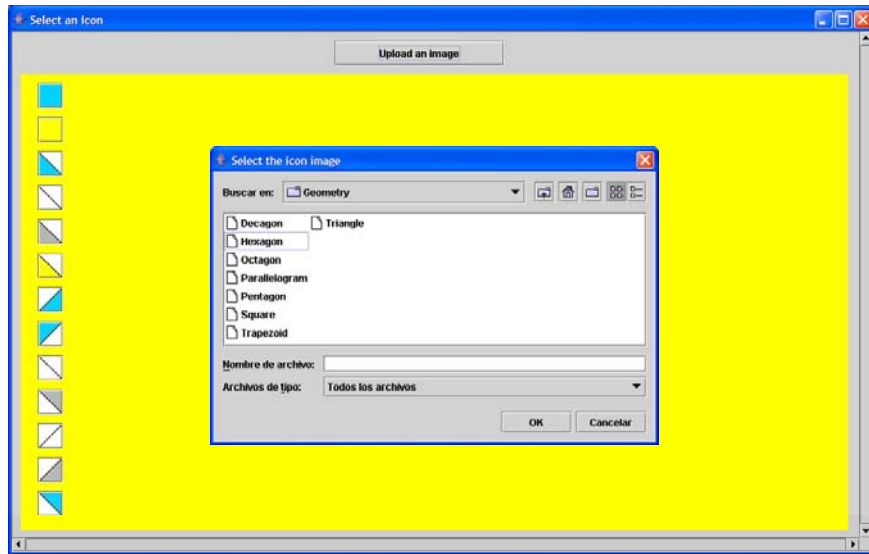 Select an icon
Upload an image
Select the icon image
Buscar en: Geometry
Decagon Triangle
Hexagon
Octagon
Parallelogram
Pentagon
Square
Trapezoid
Nombre de archivo:
Archivos de tipo: Todos los archivos
OK Cancelar